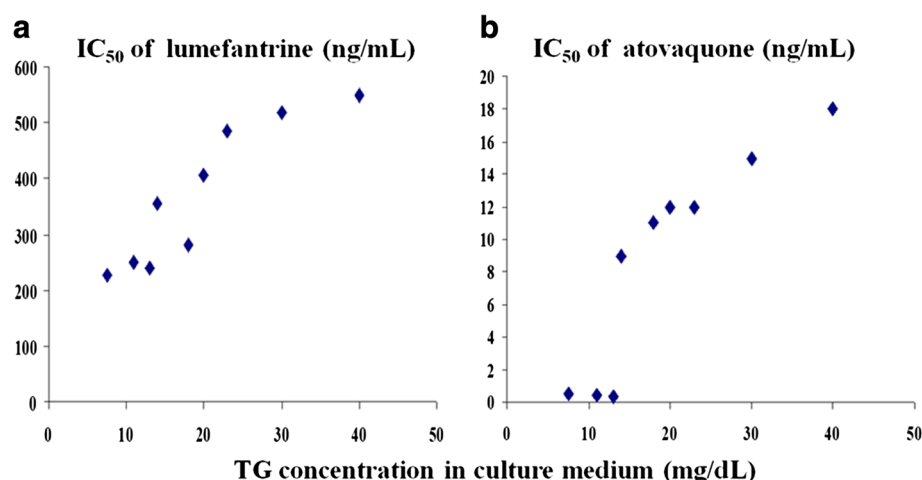 a
IC50 of lumefantrine (ng/mL)
600
500
400
300
200
100
0
0 10 20 30 40 50
b
IC50 of atovaquone (ng/mL)
20
18
16
14
12
10
8
6
4
2
0
0 10 20 30 40 50
TG concentration in culture medium (mg/dL)